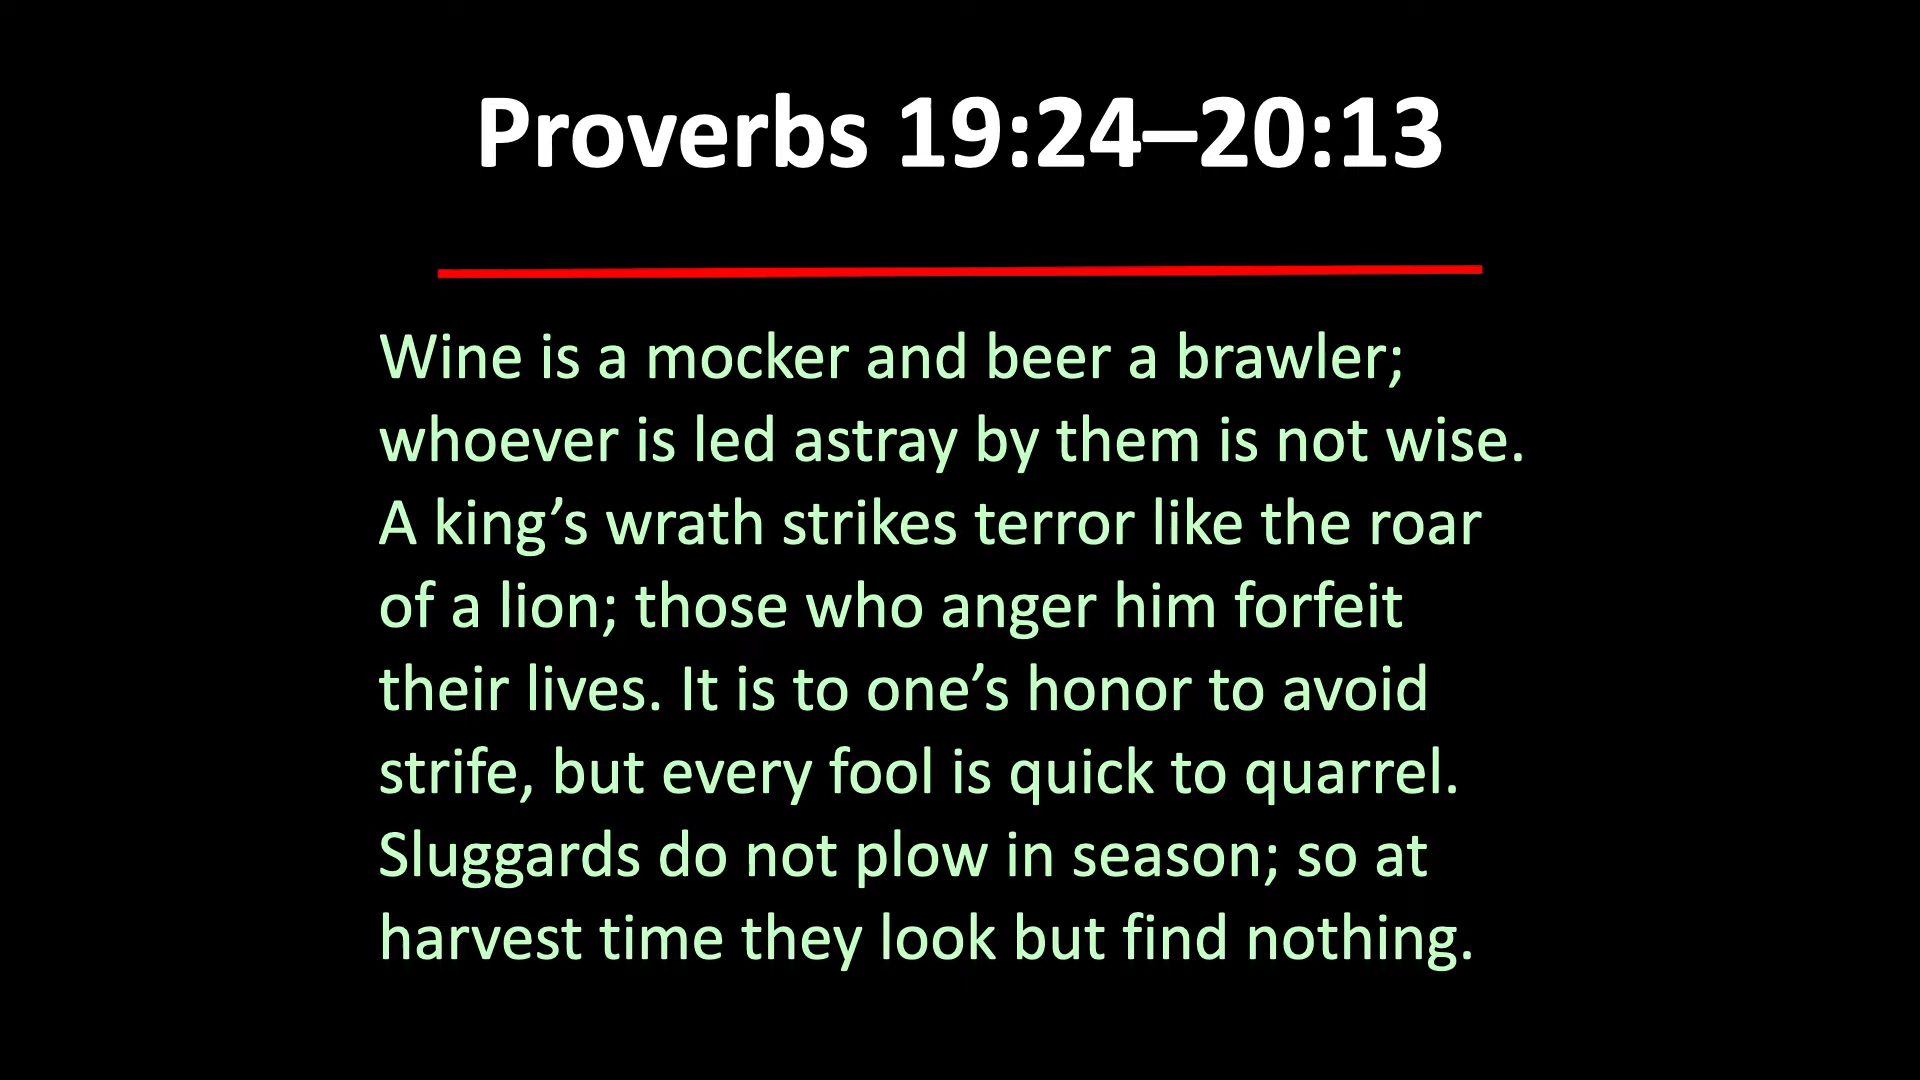 Proverbs 19:24–20:13
Wine is a mocker and beer a brawler;
whoever is led astray by them is not wise.
A king’s wrath strikes terror like the roar
of a lion; those who anger him forfeit
their lives. It is to one’s honor to avoid
strife, but every fool is quick to quarrel.
Sluggards do not plow in season; so at
harvest time they look but find nothing.